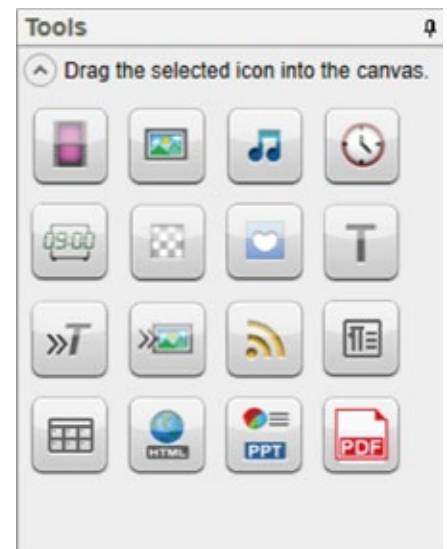 Tools
Drag the selected icon into the canvas.
09:00
T
»T
HTML
PPT
PDF